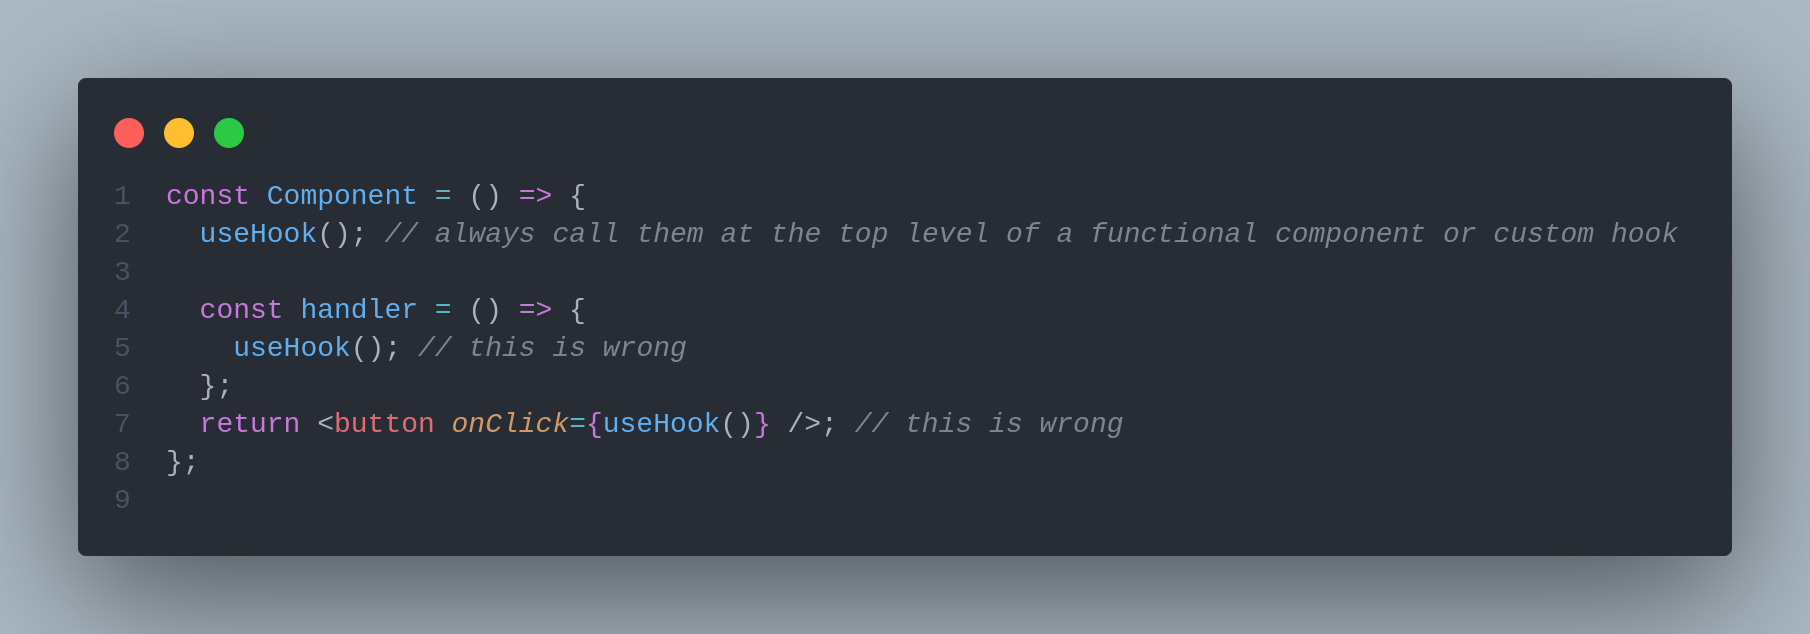 1 const Component = () => {
2   useHook(); // always call them at the top level of a functional component or custom hook
3
4   const handler = () => {
5     useHook(); // this is wrong
6   };
7   return <button onClick={useHook()} />; // this is wrong
8 };
9